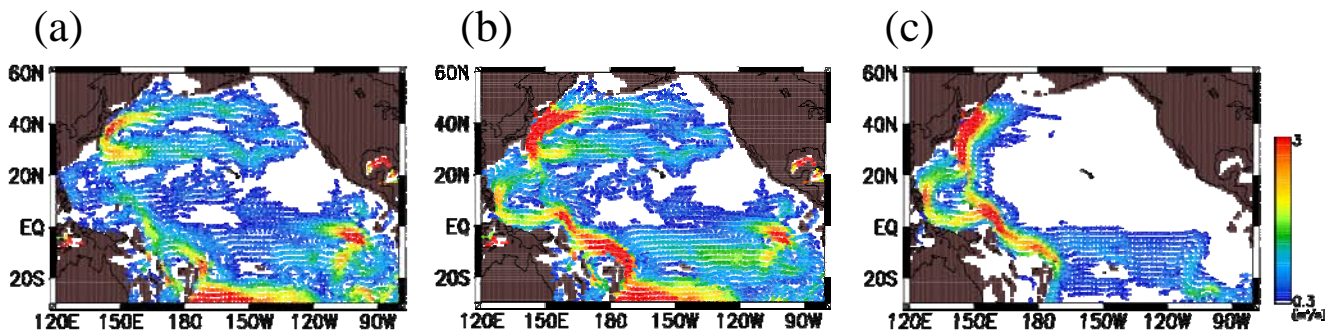 (a) (b) (c)
60N 60N 60N
40N 40N 40N 3
20N 20N 20N
EQ EQ EQ
20S 20S 20S 0.3
120E 150E 180 150W 120W 90W 120E 150E 180 150W 120W 90W 120E 150E 180 150W 120W 90W (m²/s)